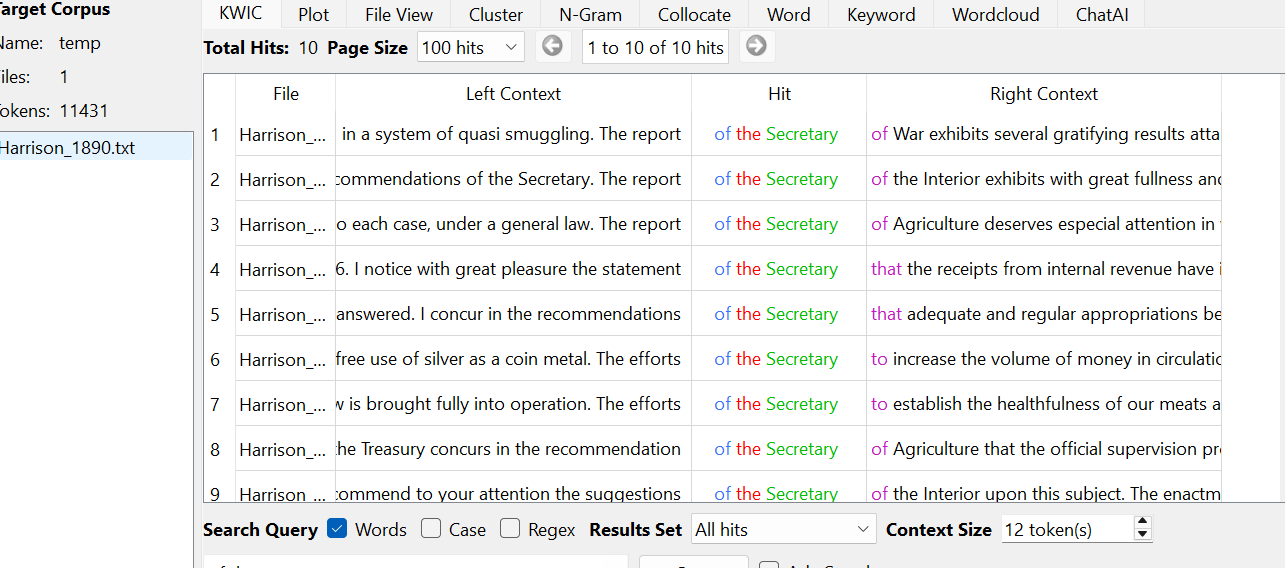 Target Corpus
Name: temp
Files: 1
Tokens: 11431
Harrison_1890.txt
KWIC Plot File View Cluster N-Gram Collocate Word Keyword Wordcloud ChatAI
Total Hits: 10 Page Size 100 hits 1 to 10 of 10 hits
File Left Context Hit Right Context
1 Harrison_... in a system of quasi smuggling. The report of the Secretary of War exhibits several gratifying results atta
2 Harrison_... commendations of the Secretary. The report of the Secretary of the Interior exhibits with great fullness and
3 Harrison_... o each case, under a general law. The report of the Secretary of Agriculture deserves especial attention in
4 Harrison_... 6. I notice with great pleasure the statement of the Secretary that the receipts from internal revenue have i
5 Harrison_... answered. I concur in the recommendations of the Secretary that adequate and regular appropriations be
6 Harrison_... free use of silver as a coin metal. The efforts of the Secretary to increase the volume of money in circulatio
7 Harrison_... w is brought fully into operation. The efforts of the Secretary to establish the healthfulness of our meats a
8 Harrison_... the Treasury concurs in the recommendation of the Secretary of Agriculture that the official supervision pr
9 Harrison_... commend to your attention the suggestions of the Secretary of the Interior upon this subject. The enactm
Search Query Words Case Regex Results Set All hits Context Size 12 token(s)